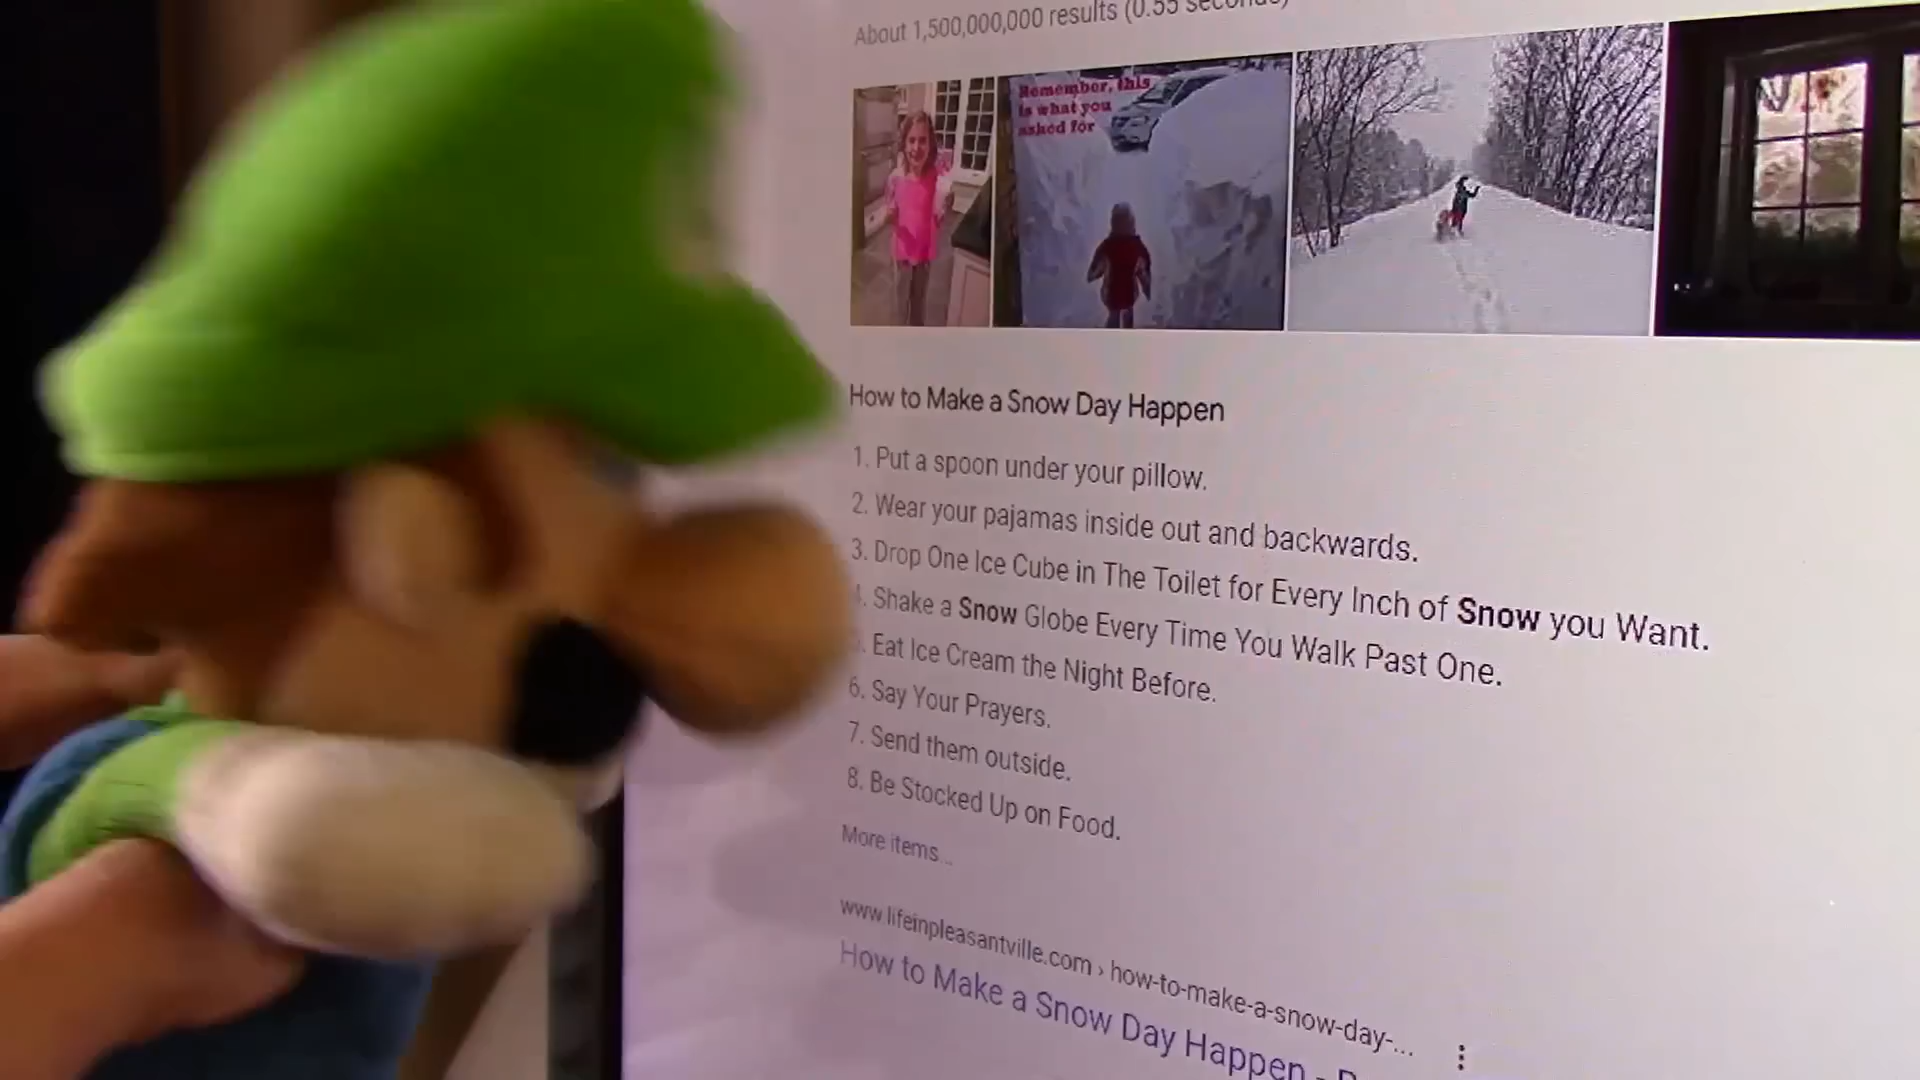 About 1,500,000,000 results (0.55 seconds)
Remember, this
is what you
asked for
How to Make a Snow Day Happen
1. Put a spoon under your pillow.
2. Wear your pajamas inside out and backwards.
3. Drop One Ice Cube in The Toilet for Every Inch of Snow you Want.
. Shake a Snow Globe Every Time You Walk Past One.
. Eat Ice Cream the Night Before.
6. Say Your Prayers.
7. Send them outside.
8. Be Stocked Up on Food.
More items...
www.lifeinpleasantville.com › how-to-make-a-snow-day-...
How to Make a Snow Day Happen -